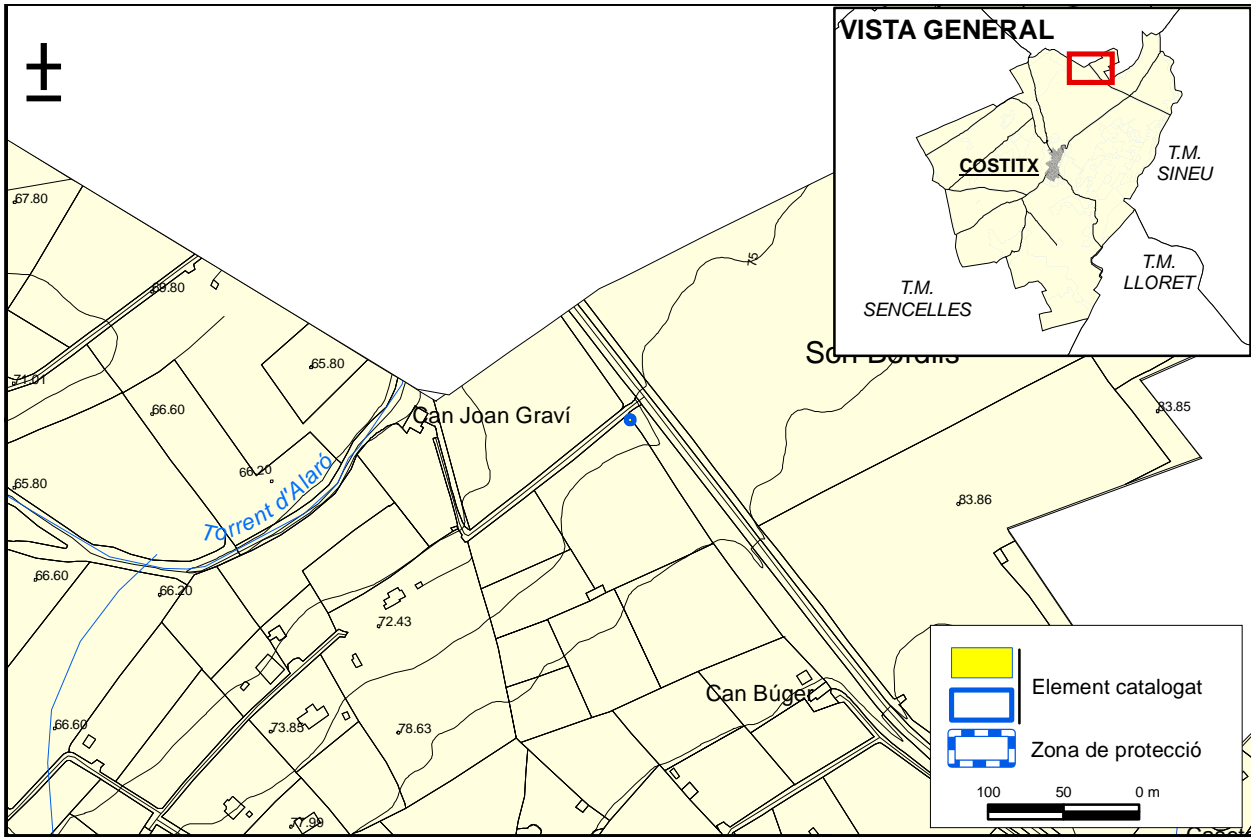 VISTA GENERAL
COSTITX
T.M.
SINEU
T.M.
LLORET
T.M.
SENCELLES
67.80
69.80
75
65.80
71.01
66.60
Can Joan Graví
83.85
66.20
65.80
Torrent d'Alaró
83.86
66.60
66.20
72.43
Can Búger
66.60
73.85
78.63
77.99
Element catalogat
Zona de protecció
100 50 0 m